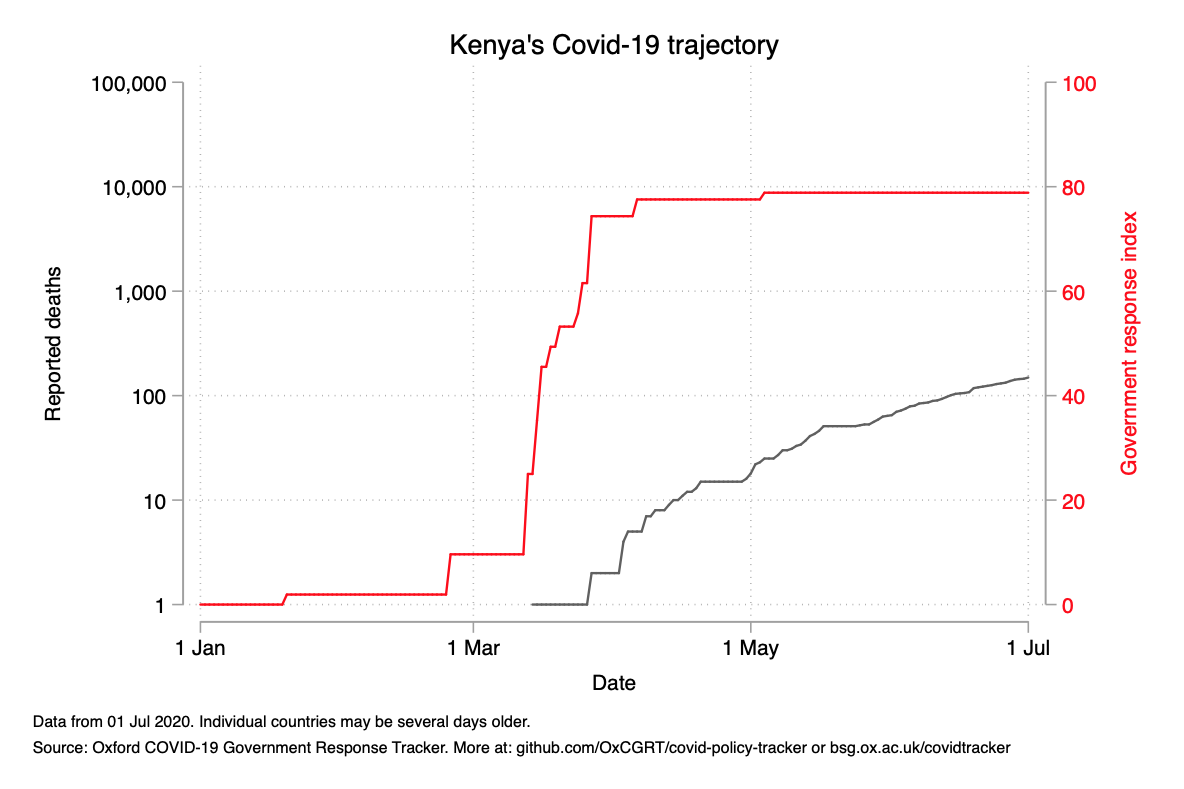 Kenya's Covid-19 trajectory
100,000
10,000
1,000
100
10
1
Reported deaths
100
80
60
40
20
0
Government response index
1 Jan
1 Mar
1 May
1 Jul
Date
Data from 01 Jul 2020. Individual countries may be several days older.
Source: Oxford COVID-19 Government Response Tracker. More at: github.com/OxCGRT/covid-policy-tracker or bsg.ox.ac.uk/covidtracker